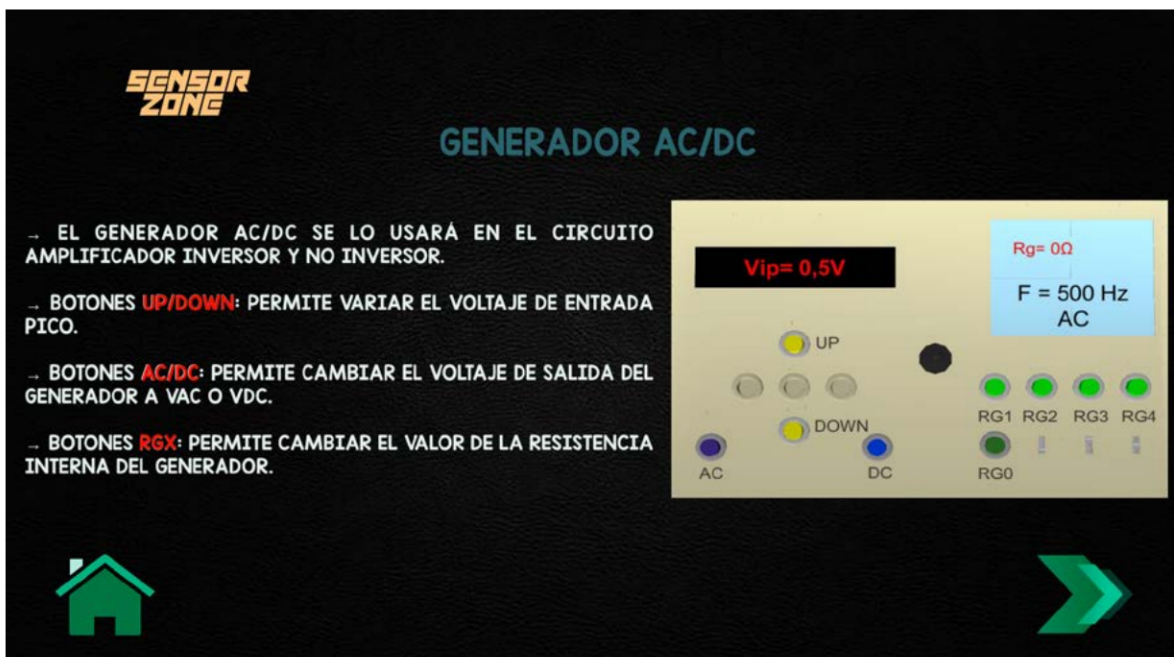 SENSOR
ZONE
GENERADOR AC/DC
→ EL GENERADOR AC/DC SE LO USARÁ EN EL CIRCUITO
AMPLIFICADOR INVERSOR Y NO INVERSOR.
→ BOTONES UP/DOWN: PERMITE VARIAR EL VOLTAJE DE ENTRADA
PICO.
→ BOTONES AC/DC: PERMITE CAMBIAR EL VOLTAJE DE SALIDA DEL
GENERADOR A VAC O VDC.
→ BOTONES RGX: PERMITE CAMBIAR EL VALOR DE LA RESISTENCIA
INTERNA DEL GENERADOR.
Vip= 0,5V
Rg= 0Ω
F = 500 Hz
AC
UP
DOWN
AC
DC
RG1 RG2 RG3 RG4
RG0